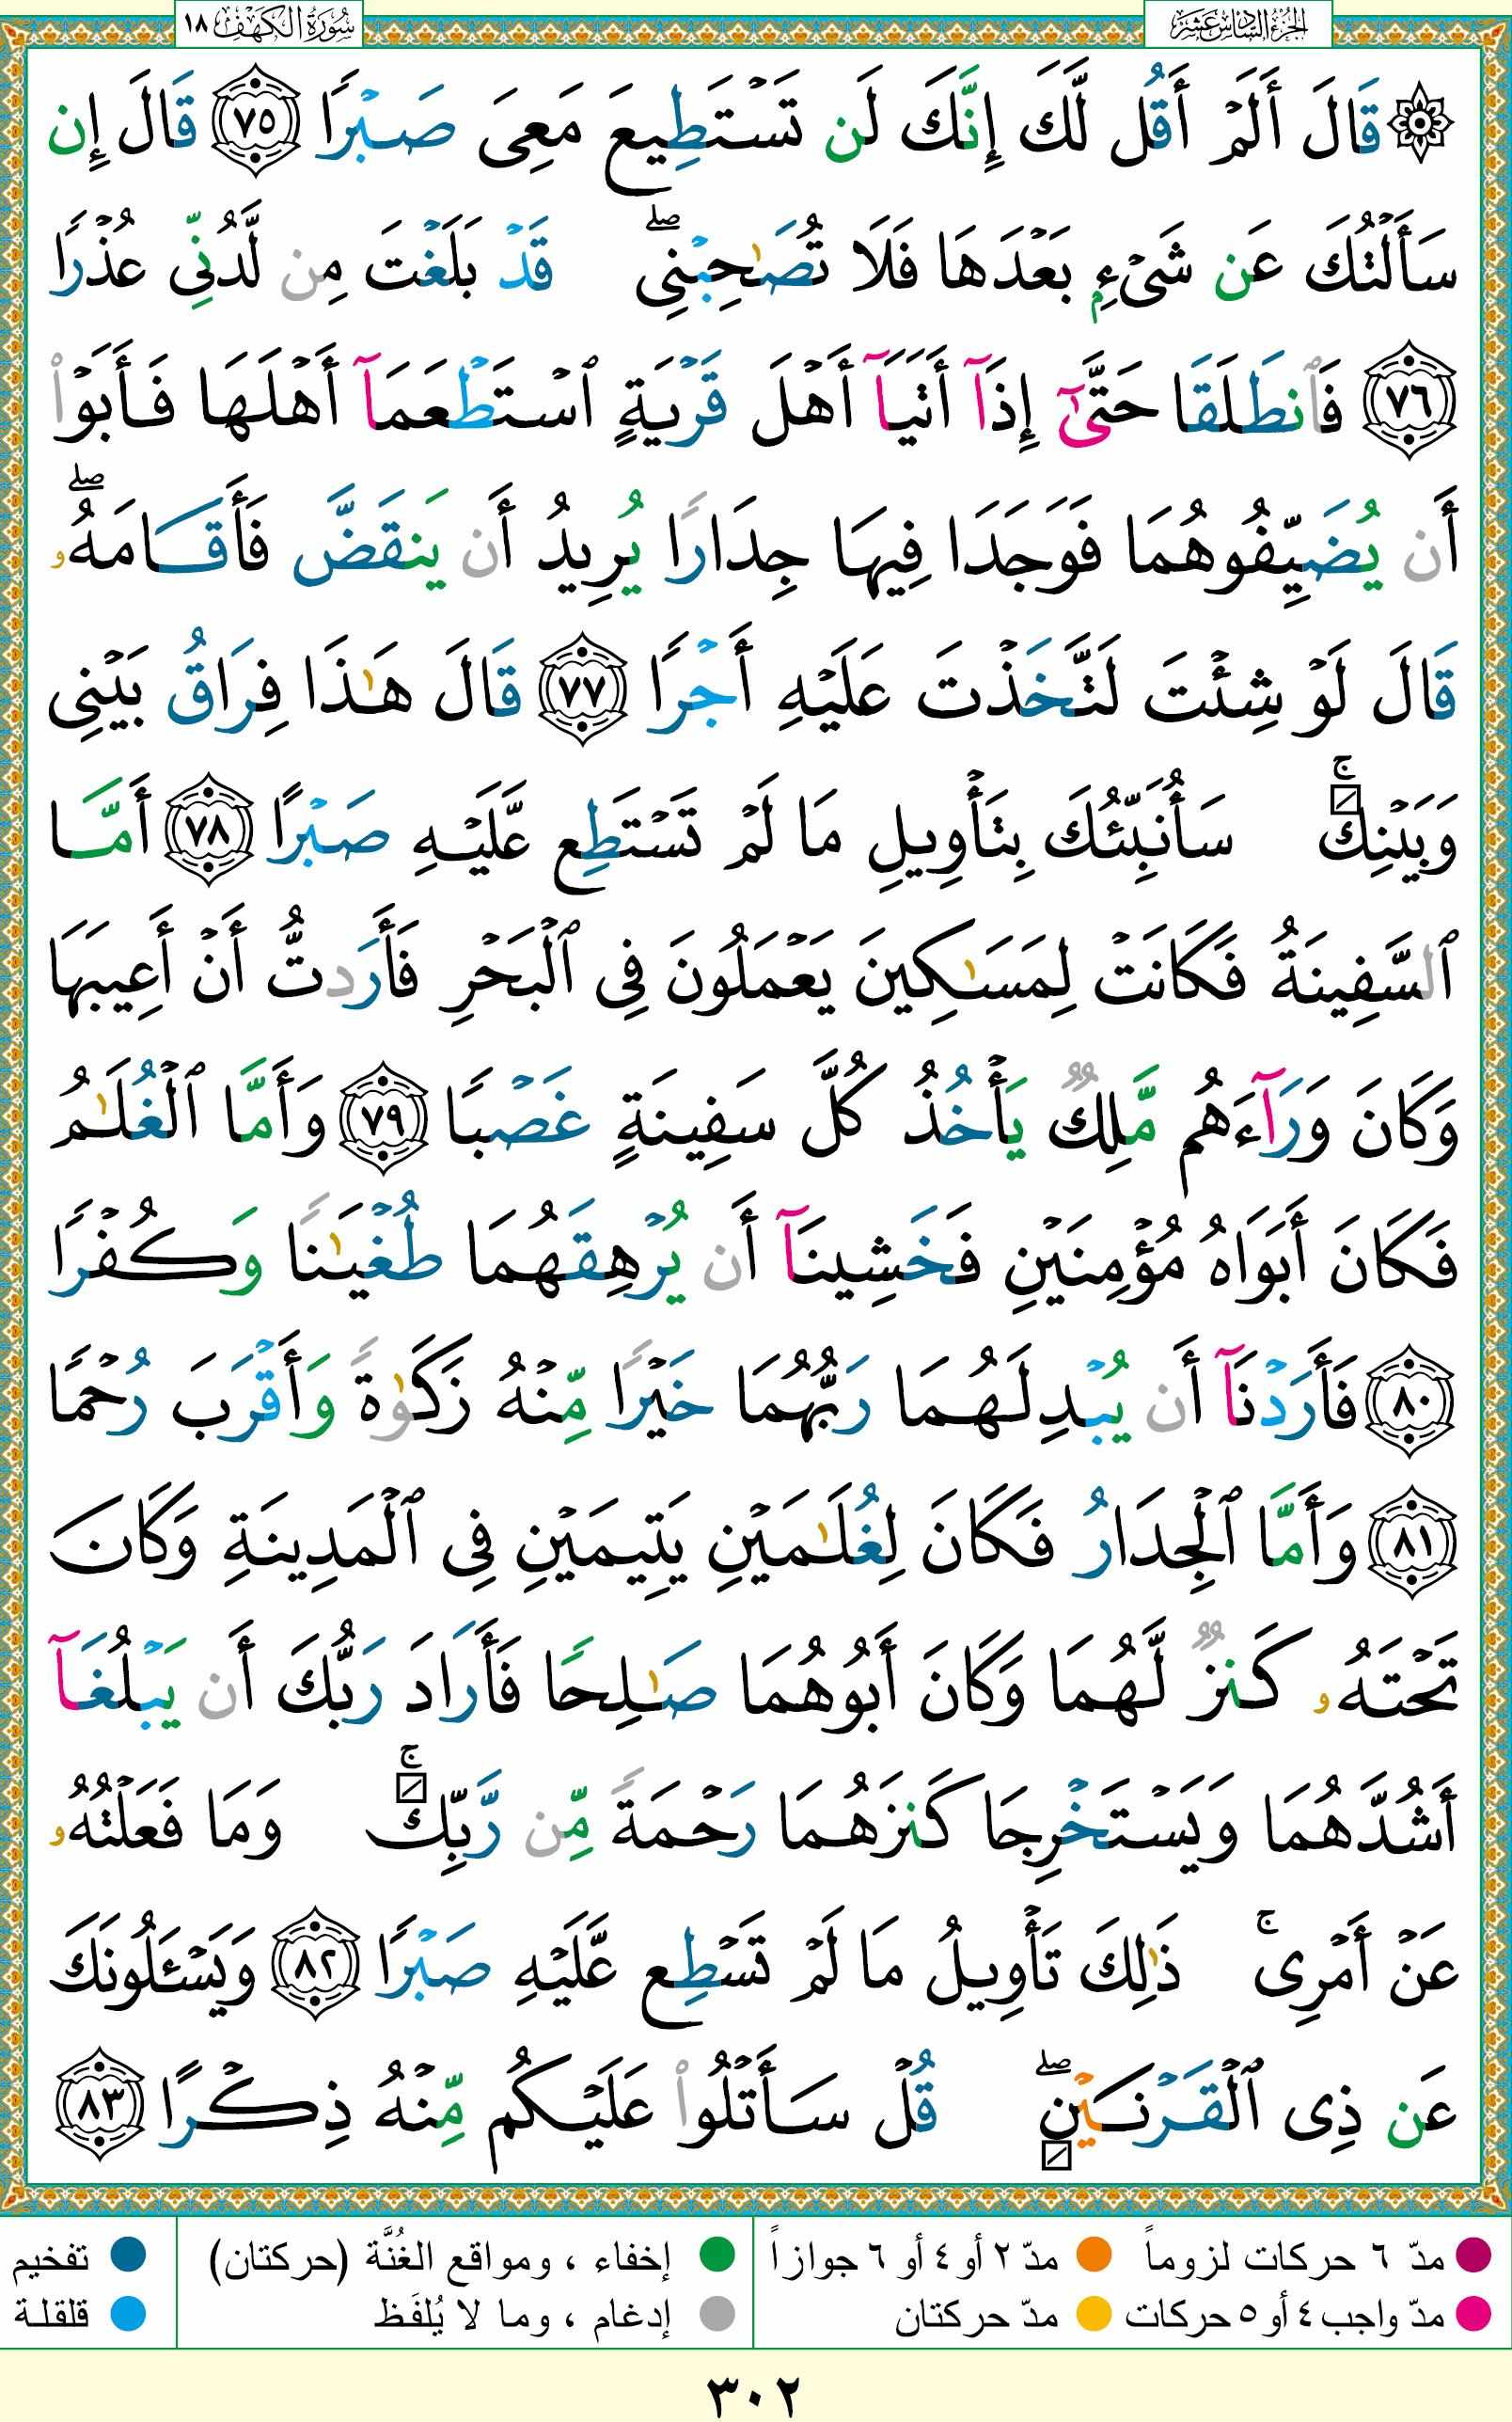 الجزء السادس عشر
سورة الكهف ١٨
۞ قَالَ أَلَمْ أَقُل لَّكَ إِنَّكَ لَن تَسْتَطِيعَ مَعِىَ صَبْرًا ٧٥ قَالَ إِن
سَأَلْتُكَ عَن شَىْءٍۭ بَعْدَهَا فَلَا تُصَٰحِبْنِى ۖ قَدْ بَلَغْتَ مِن لَّدُنِّى عُذْرًا
٧٦ فَٱنطَلَقَا حَتَّىٰٓ إِذَآ أَتَيَآ أَهْلَ قَرْيَةٍ ٱسْتَطْعَمَآ أَهْلَهَا فَأَبَوْا۟
أَن يُضَيِّفُوهُمَا فَوَجَدَا فِيهَا جِدَارًا يُرِيدُ أَن يَنقَضَّ فَأَقَامَهُۥ ۖ
قَالَ لَوْ شِئْتَ لَتَّخَذْتَ عَلَيْهِ أَجْرًا ٧٧ قَالَ هَٰذَا فِرَاقُ بَيْنِى
وَبَيْنِكَ ۚ سَأُنَبِّئُكَ بِتَأْوِيلِ مَا لَمْ تَسْتَطِع عَّلَيْهِ صَبْرًا ٧٨ أَمَّا
ٱلسَّفِينَةُ فَكَانَتْ لِمَسَٰكِينَ يَعْمَلُونَ فِى ٱلْبَحْرِ فَأَرَدتُّ أَنْ أَعِيبَهَا
وَكَانَ وَرَآءَهُم مَّلِكٌ يَأْخُذُ كُلَّ سَفِينَةٍ غَصْبًا ٧٩ وَأَمَّا ٱلْغُلَٰمُ
فَكَانَ أَبَوَاهُ مُؤْمِنَيْنِ فَخَشِينَآ أَن يُرْهِقَهُمَا طُغْيَٰنًا وَكُفْرًا
٨٠ فَأَرَدْنَآ أَن يُبْدِلَهُمَا رَبُّهُمَا خَيْرًا مِّنْهُ زَكَوٰةً وَأَقْرَبَ رُحْمًا
٨١ وَأَمَّا ٱلْجِدَارُ فَكَانَ لِغُلَٰمَيْنِ يَتِيمَيْنِ فِى ٱلْمَدِينَةِ وَكَانَ
تَحْتَهُۥ كَنزٌ لَّهُمَا وَكَانَ أَبُوهُمَا صَٰلِحًا فَأَرَادَ رَبُّكَ أَن يَبْلُغَآ
أَشُدَّهُمَا وَيَسْتَخْرِجَا كَنزَهُمَا رَحْمَةً مِّن رَّبِّكَ ۚ وَمَا فَعَلْتُهُۥ
عَنْ أَمْرِى ۚ ذَٰلِكَ تَأْوِيلُ مَا لَمْ تَسْطِع عَّلَيْهِ صَبْرًا ٨٢ وَيَسْـَٔلُونَكَ
عَن ذِى ٱلْقَرْنَيْنِ ۖ قُلْ سَأَتْلُوا۟ عَلَيْكُم مِّنْهُ ذِكْرًا ٨٣
مدّ ٦ حركات لزوماً
مدّ ٢ أو ٤ أو ٦ جوازاً
إخفاء ، ومواقع الغُنَّة (حركتان)
تفخيم
مدّ واجب ٤ أو ٥ حركات
مدّ حركتان
إدغام ، وما لا يُلفَظ
قلقلة
٣٠٢